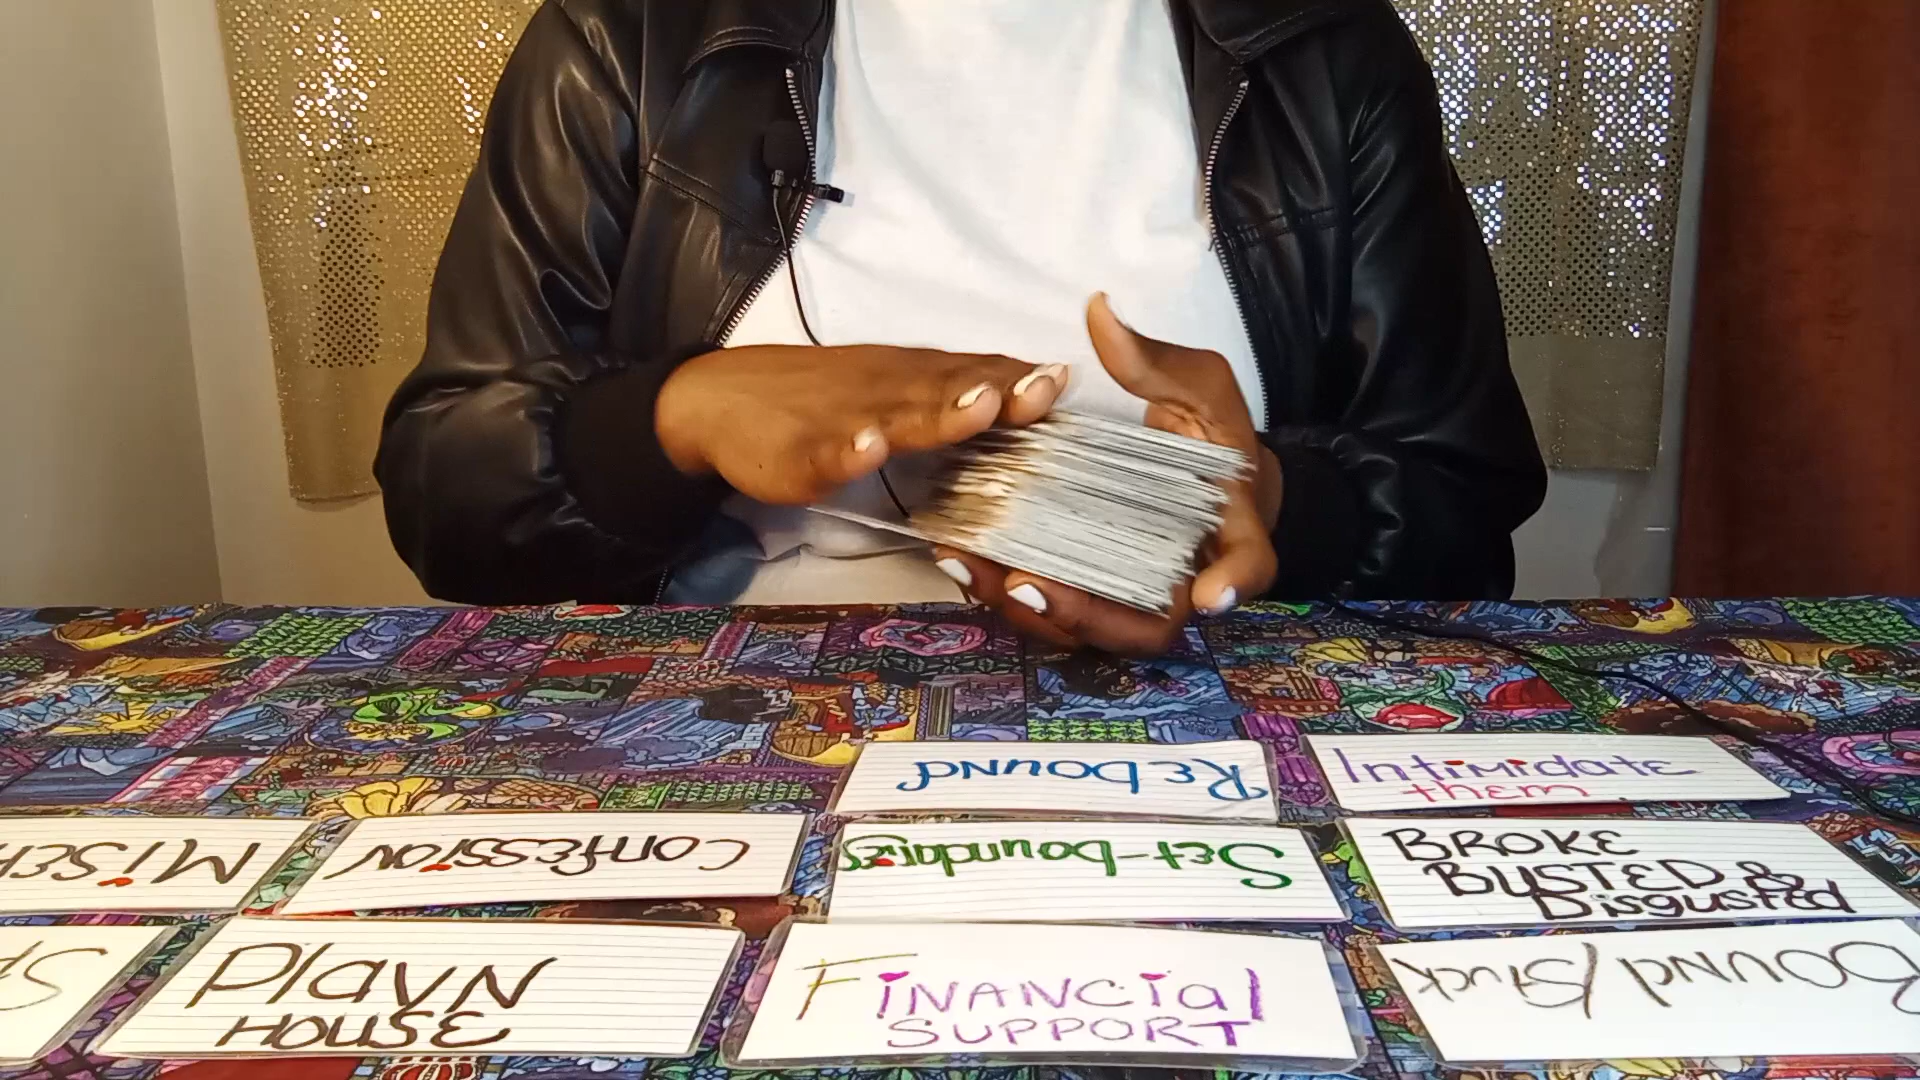 Rebound
Intimidate
them
Confession
Set-boundaries
BROKE
BUSTED &
Disgusted
PlayN
HOUSE
FINANCial
SUPPORT
Bound/Stuck